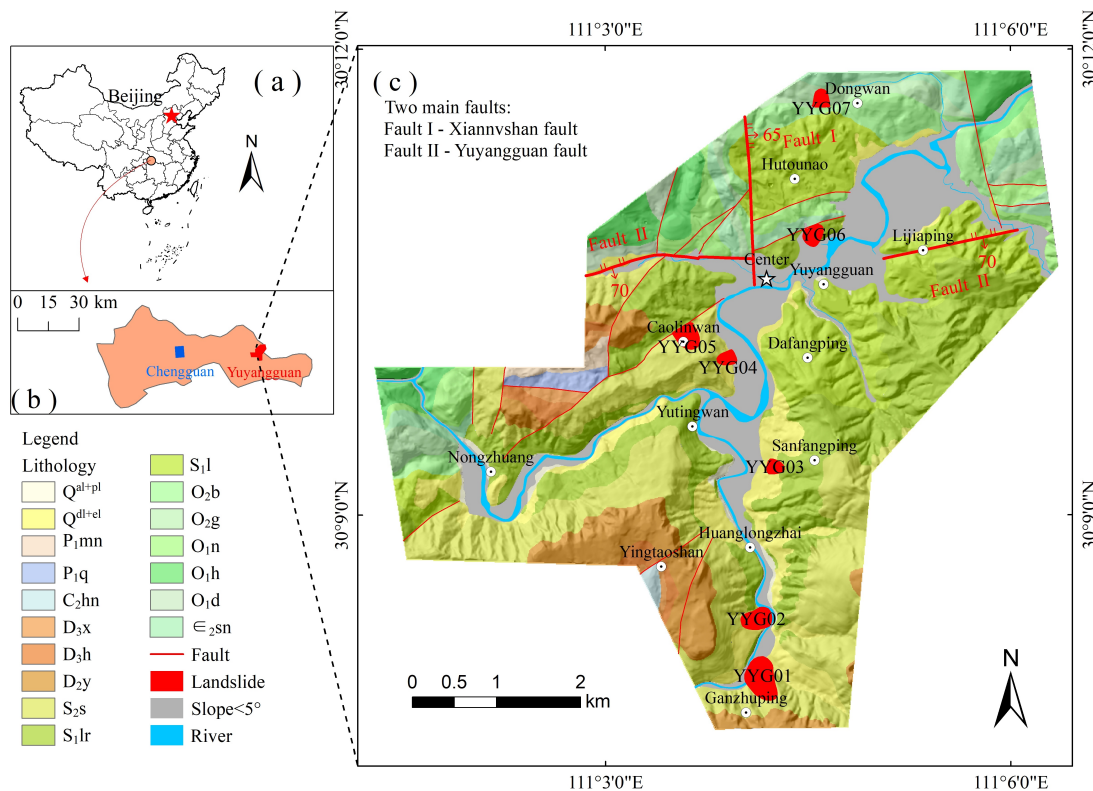 ( a )
Beijing
N
0 15 30 km
Chengguan
Yuyangguan
( b )
Legend
Lithology
Qal+pl
Qdl+el
P1mn
P1q
C2hn
D3x
D3h
D2y
S2s
S1lr
S1l
O2b
O2g
O1n
O1h
O1d
∈2sn
Fault
Landslide
Slope<5°
River
111°3'0"E
111°6'0"E
30°12'0"N
30°12'0"N
( c )
Two main faults:
Fault I - Xiannvshan fault
Fault II - Yuyangguan fault
Dongwan
YYG07
65
Fault I
Hutounao
YYG06
Fault II
70
Center
Lijiaping
Yuyangguan
70
Fault II
Caolinwan
YYG05
YYG04
Dafangping
Yutingwan
Nongzhuang
Sanfangping
YYG03
30°9'0"N
30°9'0"N
Huanglongzhai
Yingtaoshan
YYG02
YYG01
Ganzhuping
0 0.5 1 2
km
N
111°3'0"E
111°6'0"E